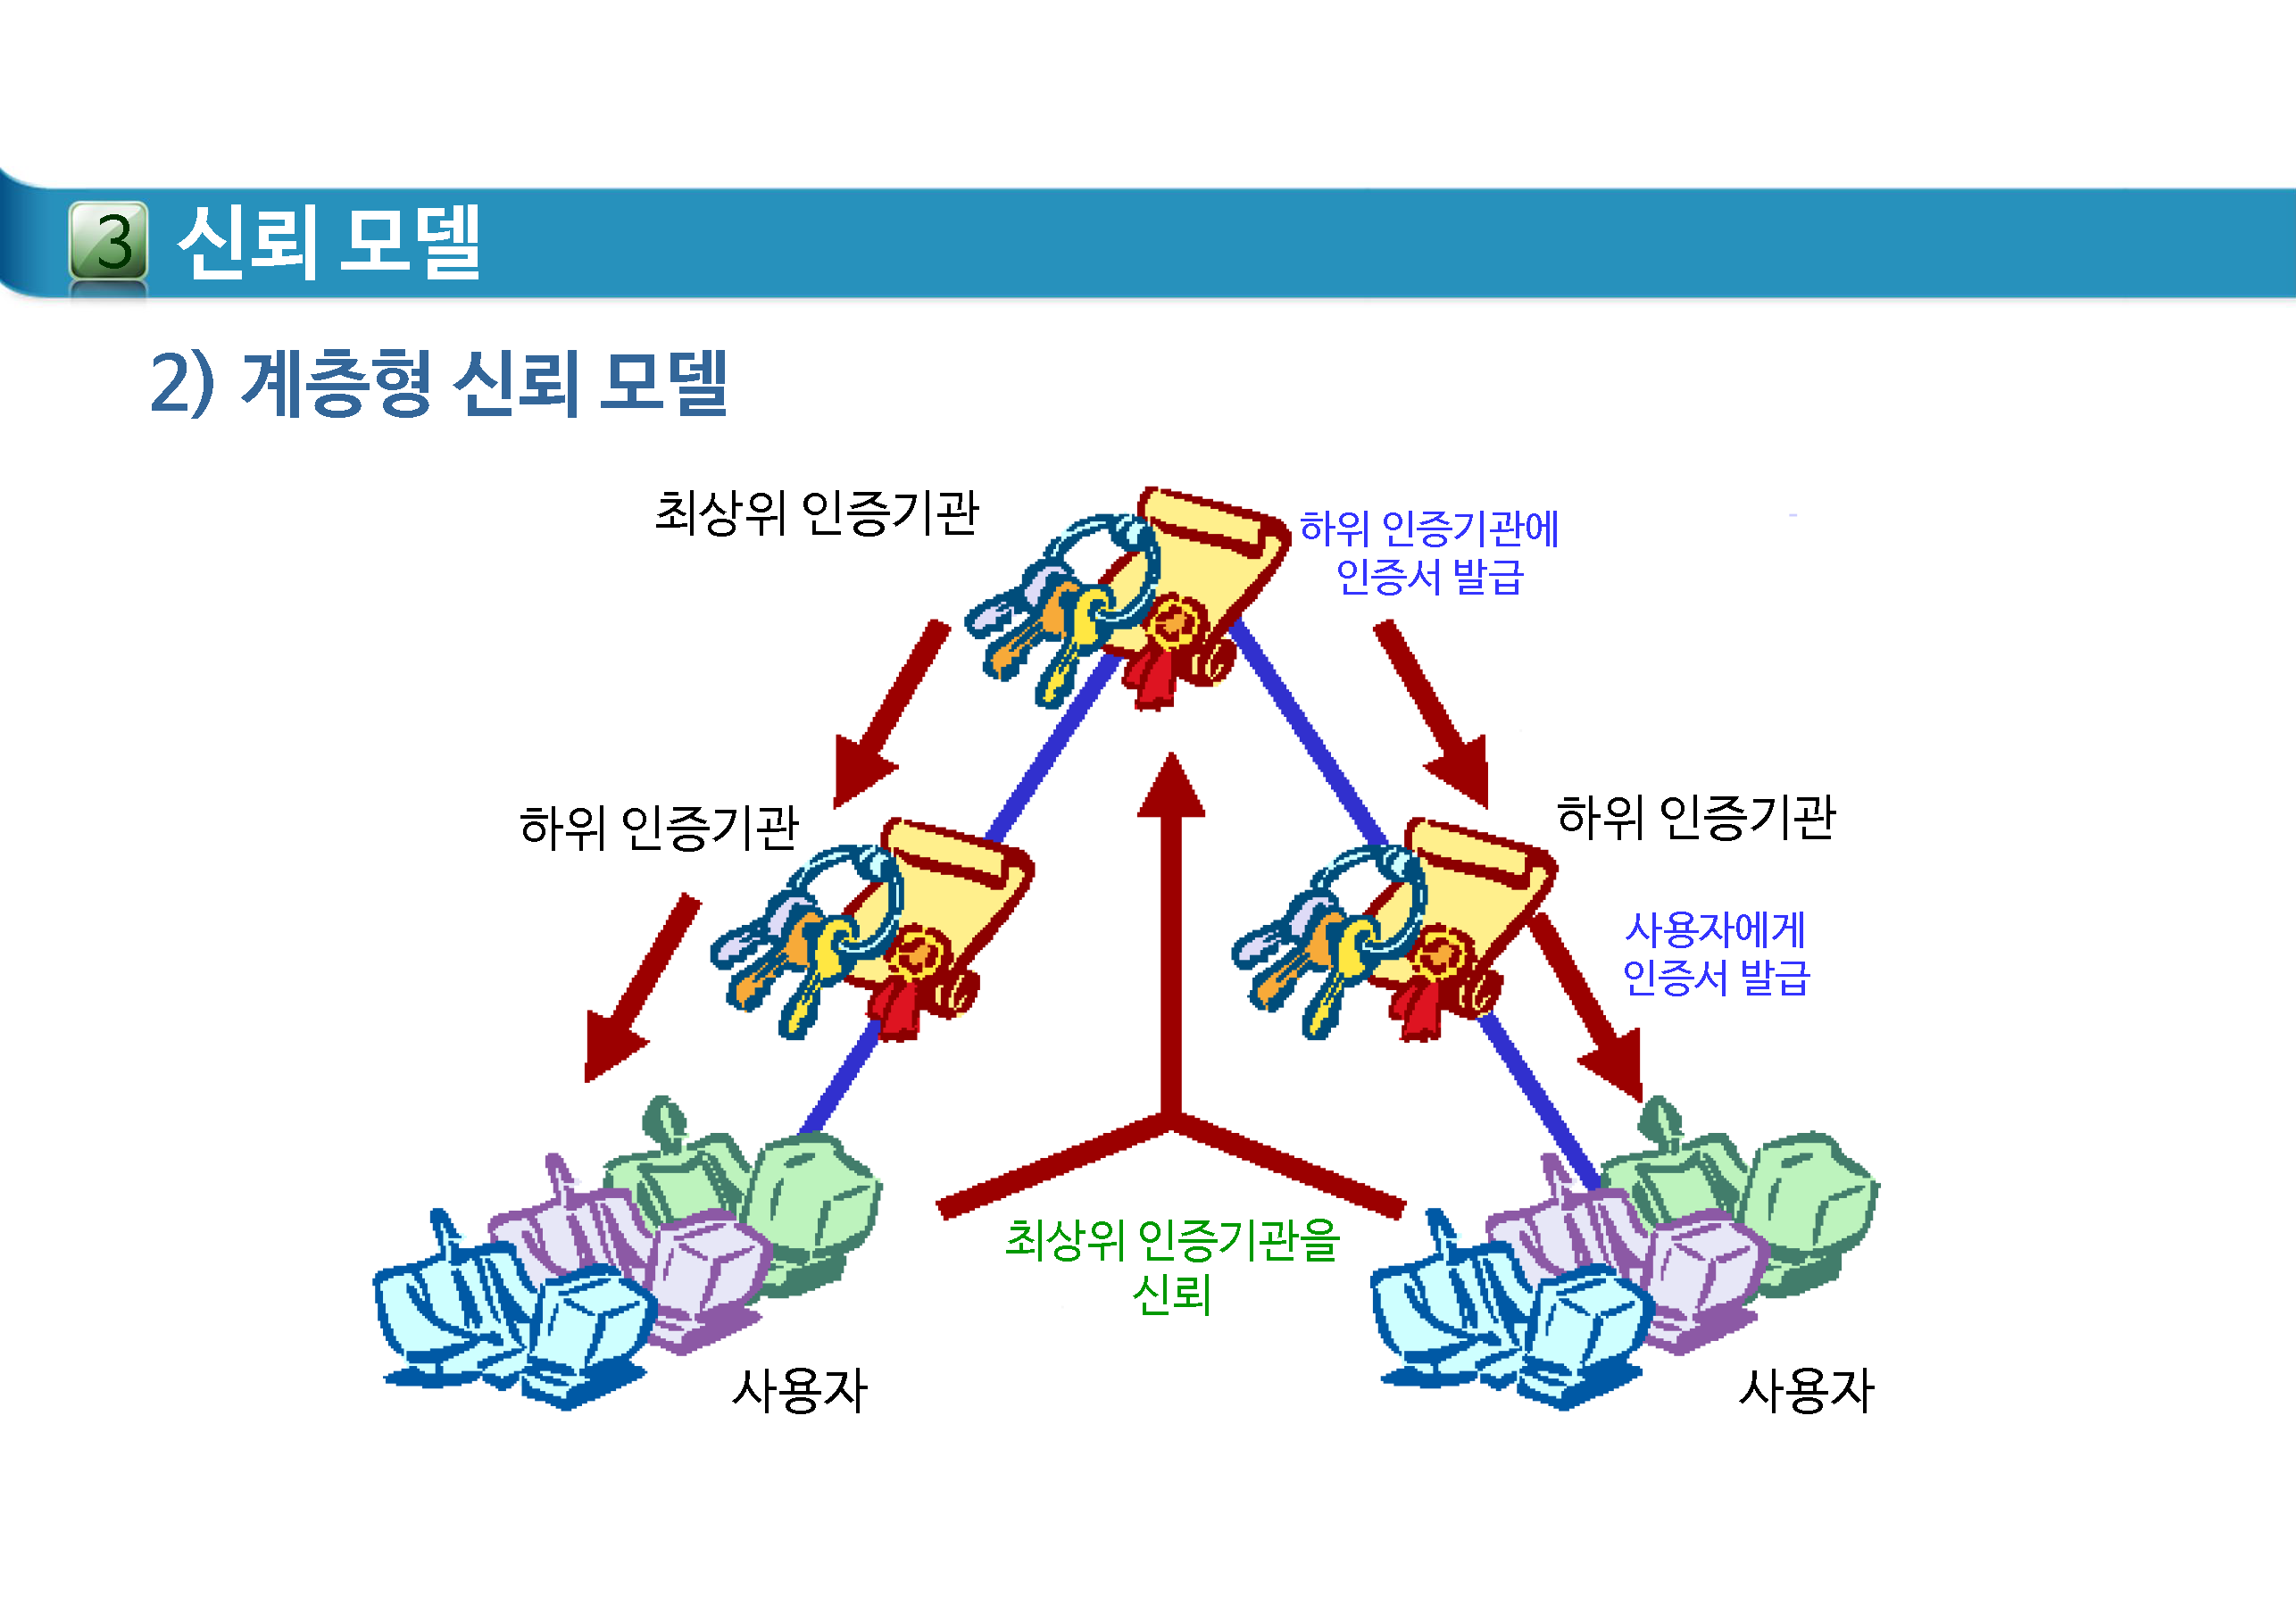 3 신뢰 모델
2) 계층형 신뢰 모델
최상위 인증기관
하위 인증기관에
인증서 발급
하위 인증기관
하위 인증기관
사용자에게
인증서 발급
최상위 인증기관을
신뢰
사용자
사용자